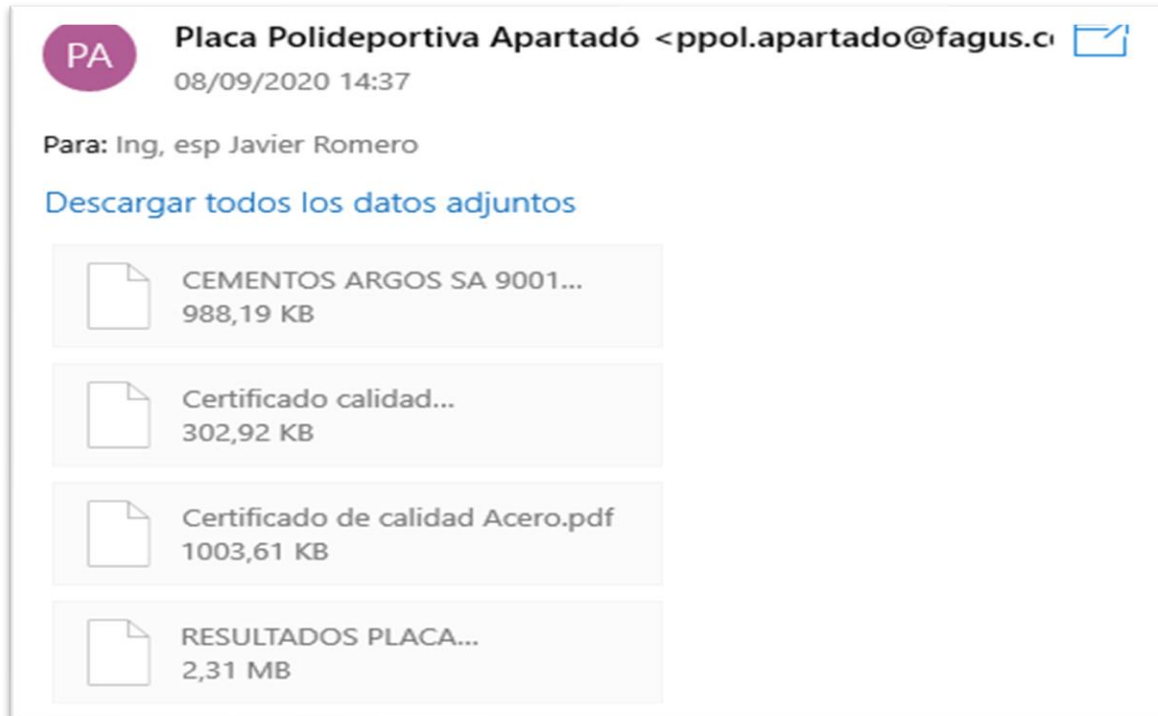 PA
Placa Polideportiva Apartadó <ppol.apartado@fagus.c
08/09/2020 14:37
Para: Ing, esp Javier Romero
Descargar todos los datos adjuntos
CEMENTOS ARGOS SA 9001...
988,19 KB
Certificado calidad...
302,92 KB
Certificado de calidad Acero.pdf
1003,61 KB
RESULTADOS PLACA...
2,31 MB